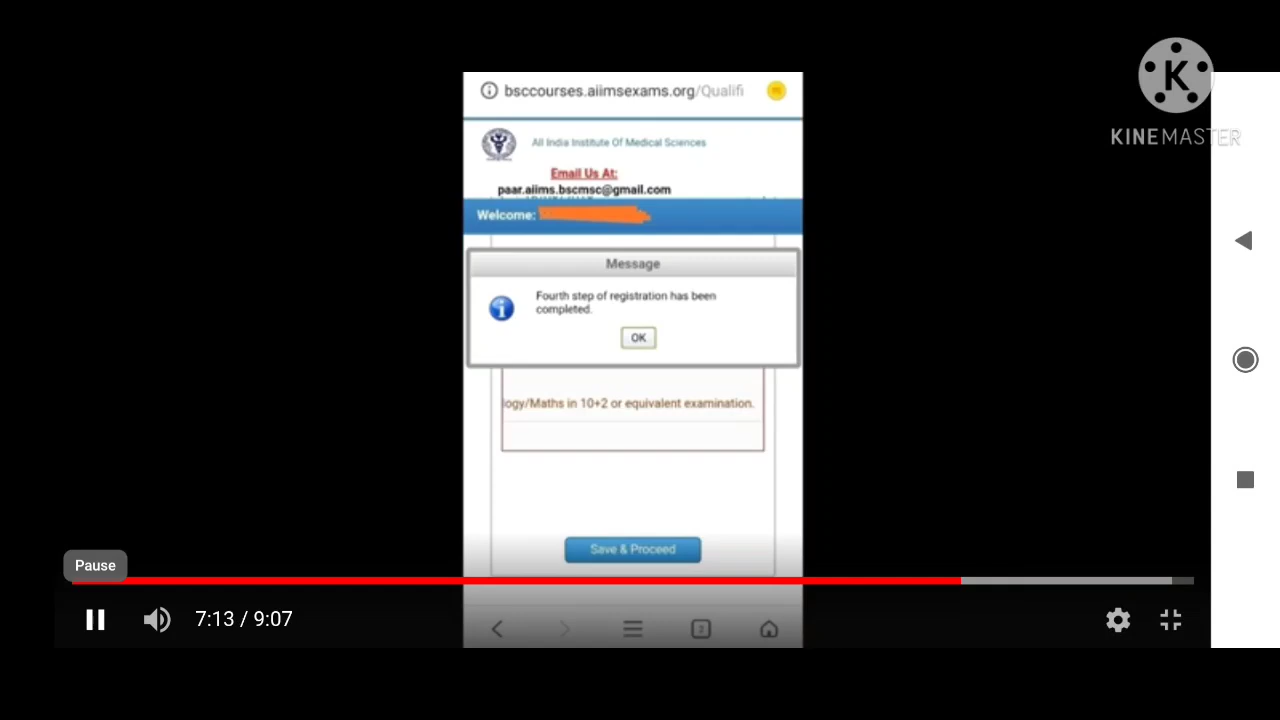 bsccourses.aiimsexams.org/Qualifi
KINEMASTER
All India Institute Of Medical Sciences
Email Us At:
paar.aiims.bscmsc@gmail.com
Welcome:
Message
Fourth step of registration has been
completed.
OK
logy/Maths in 10+2 or equivalent examination.
Save & Proceed
Pause
7:13 / 9:07
2